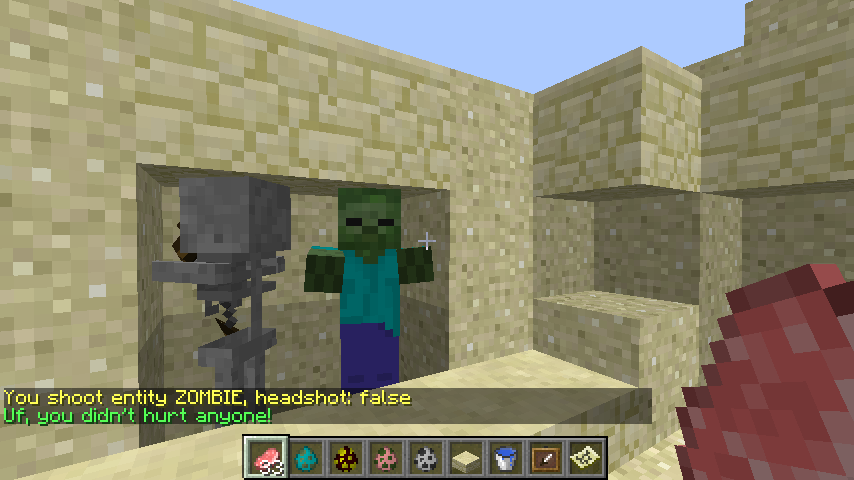 You shoot entity ZOMBIE, headshot: false
Uf, you didn't hurt anyone!